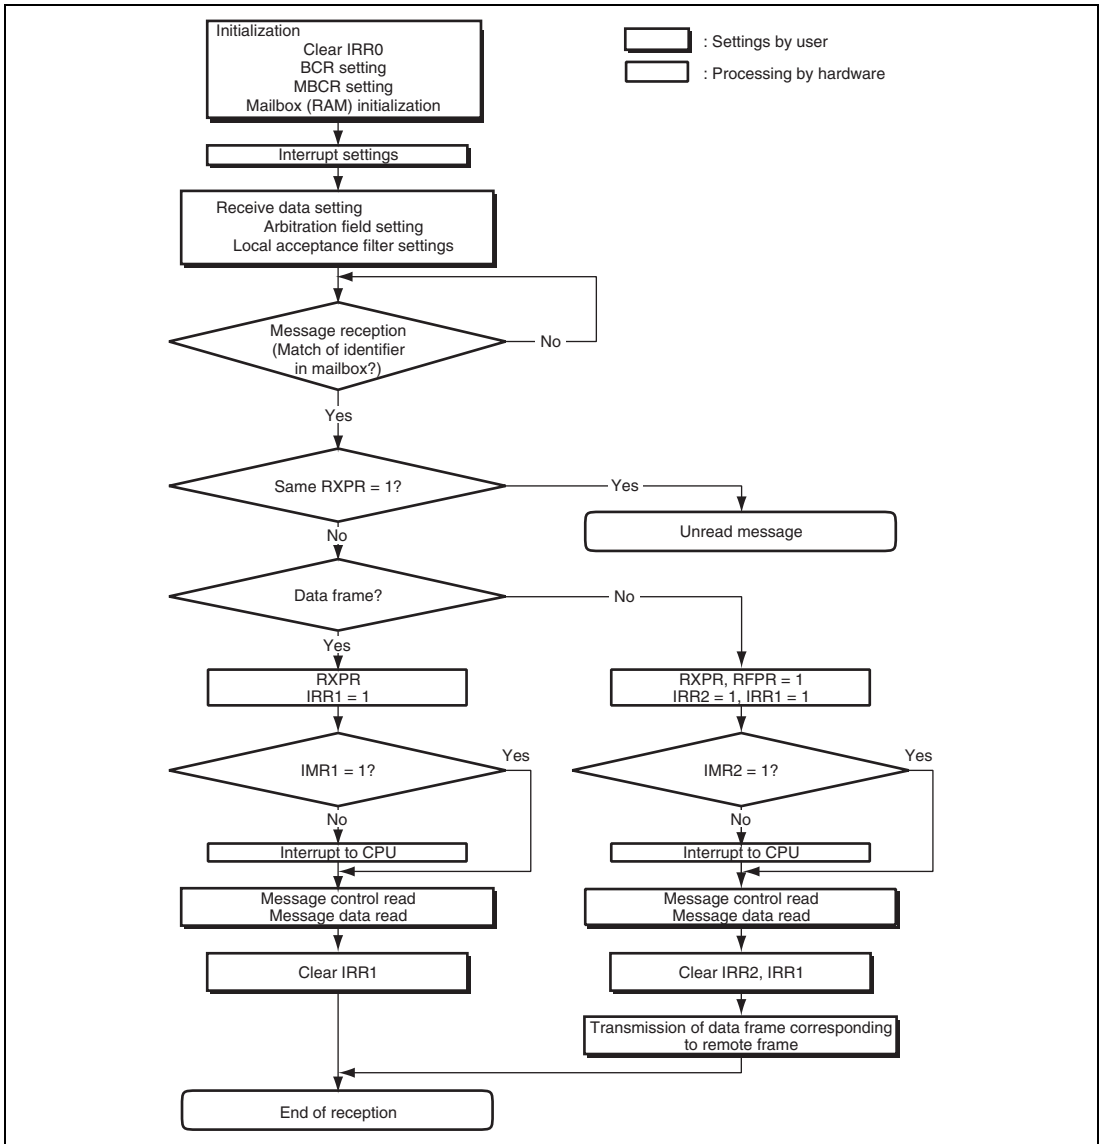 Initialization
Clear IRR0
BCR setting
MBCR setting
Mailbox (RAM) initialization
: Settings by user
: Processing by hardware
Interrupt settings
Receive data setting
Arbitration field setting
Local acceptance filter settings
Message reception
(Match of identifier
in mailbox?)
No
Yes
Same RXPR = 1?
Yes
Unread message
No
Data frame?
No
Yes
RXPR
IRR1 = 1
RXPR, RFPR = 1
IRR2 = 1, IRR1 = 1
IMR1 = 1?
Yes
IMR2 = 1?
Yes
No
No
Interrupt to CPU
Interrupt to CPU
Message control read
Message data read
Message control read
Message data read
Clear IRR1
Clear IRR2, IRR1
Transmission of data frame corresponding
to remote frame
End of reception